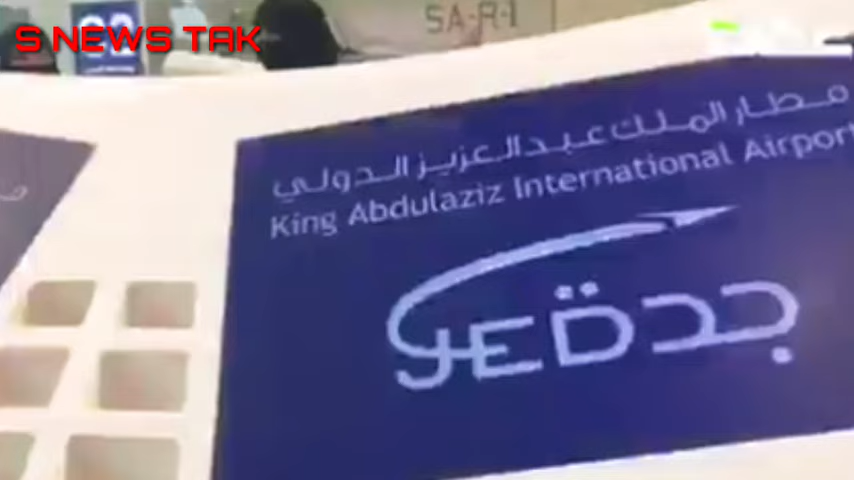 S NEWS TAK
SA-R-1
مطار الملك عبدالعزيز الدولي
King Abdulaziz International Airport
JED جدة